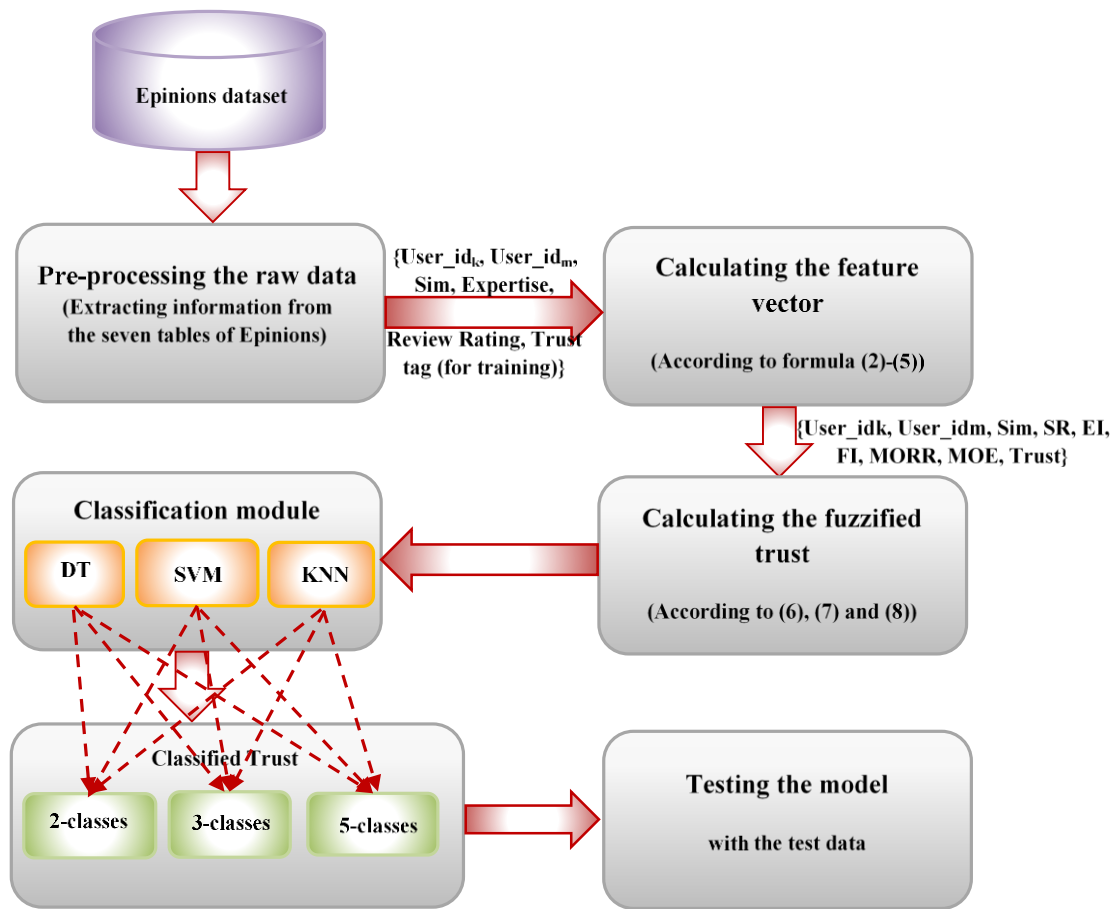 Epinions dataset
Pre-processing the raw data
(Extracting information from
the seven tables of Epinions)
{User_idₖ, User_idₘ,
Sim, Expertise,
Review Rating, Trust
tag (for training)}
Calculating the feature
vector
(According to formula (2)-(5))
{User_idk, User_idm, Sim, SR, EI,
FI, MORR, MOE, Trust}
Calculating the fuzzified
trust
(According to (6), (7) and (8))
Classification module
DT
SVM
KNN
Classified Trust
2-classes
3-classes
5-classes
Testing the model
with the test data